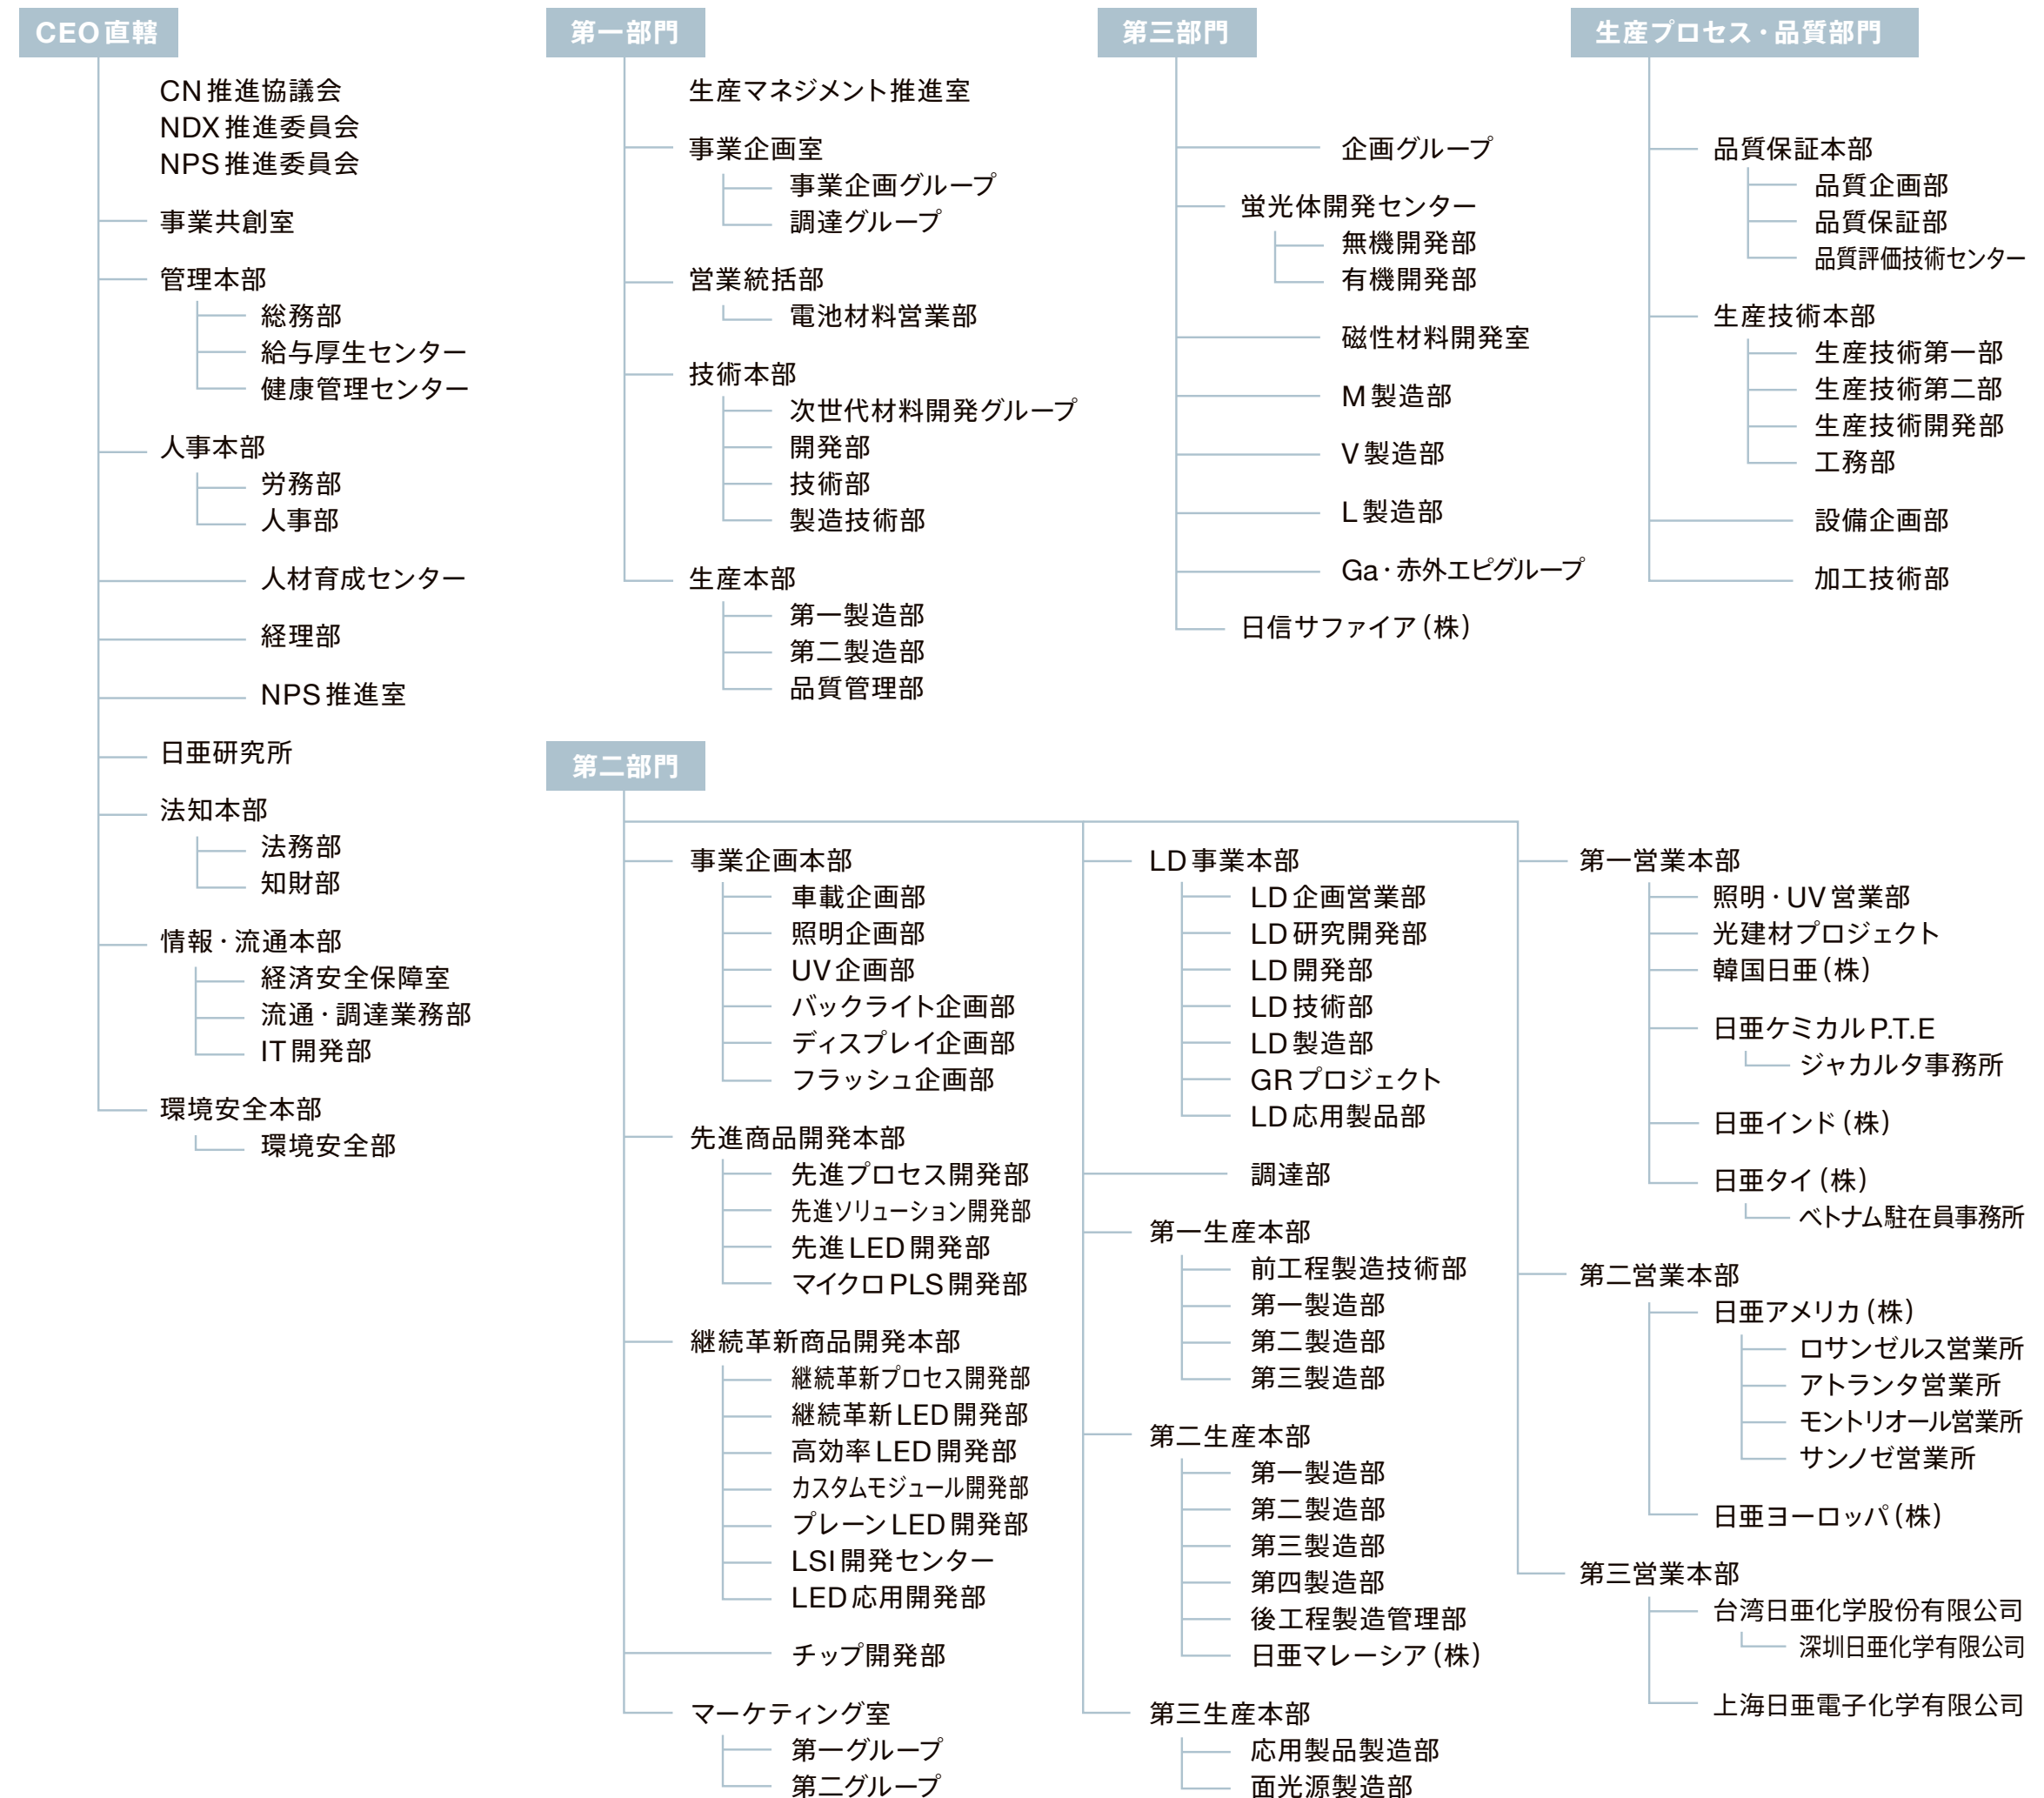 CEO直轄
CN推進協議会
NDX推進委員会
NPS推進委員会
事業共創室
管理本部
総務部
給与厚生センター
健康管理センター
人事本部
労務部
人事部
人材育成センター
経理部
NPS推進室
日亜研究所
法知本部
法務部
知財部
情報・流通本部
経済安全保障室
流通・調達業務部
IT開発部
環境安全本部
環境安全部
第一部門
生産マネジメント推進室
事業企画室
事業企画グループ
調達グループ
営業統括部
電池材料営業部
技術本部
次世代材料開発グループ
開発部
技術部
製造技術部
生産本部
第一製造部
第二製造部
品質管理部
第三部門
企画グループ
蛍光体開発センター
無機開発部
有機開発部
磁性材料開発室
M製造部
V製造部
L製造部
Ga・赤外エピグループ
日信サファイア(株)
生産プロセス・品質部門
品質保証本部
品質企画部
品質保証部
品質評価技術センター
生産技術本部
生産技術第一部
生産技術第二部
生産技術開発部
工務部
設備企画部
加工技術部
第二部門
事業企画本部
車載企画部
照明企画部
UV企画部
バックライト企画部
ディスプレイ企画部
フラッシュ企画部
先進商品開発本部
先進プロセス開発部
先進ソリューション開発部
先進LED開発部
マイクロPLS開発部
継続革新商品開発本部
継続革新プロセス開発部
継続革新LED開発部
高効率LED開発部
カスタムモジュール開発部
プレーンLED開発部
LSI開発センター
LED応用開発部
チップ開発部
マーケティング室
第一グループ
第二グループ
LD事業本部
LD企画営業部
LD研究開発部
LD開発部
LD技術部
LD製造部
GRプロジェクト
LD応用製品部
調達部
第一生産本部
前工程製造技術部
第一製造部
第二製造部
第三製造部
第二生産本部
第一製造部
第二製造部
第三製造部
第四製造部
後工程製造管理部
日亜マレーシア(株)
第三生産本部
応用製品製造部
面光源製造部
第一営業本部
照明・UV営業部
光建材プロジェクト
韓国日亜(株)
日亜ケミカルP.T.E
ジャカルタ事務所
日亜インド(株)
日亜タイ(株)
ベトナム駐在員事務所
第二営業本部
日亜アメリカ(株)
ロサンゼルス営業所
アトランタ営業所
モントリオール営業所
サンノゼ営業所
日亜ヨーロッパ(株)
第三営業本部
台湾日亜化学股份有限公司
深圳日亜化学有限公司
上海日亜電子化学有限公司